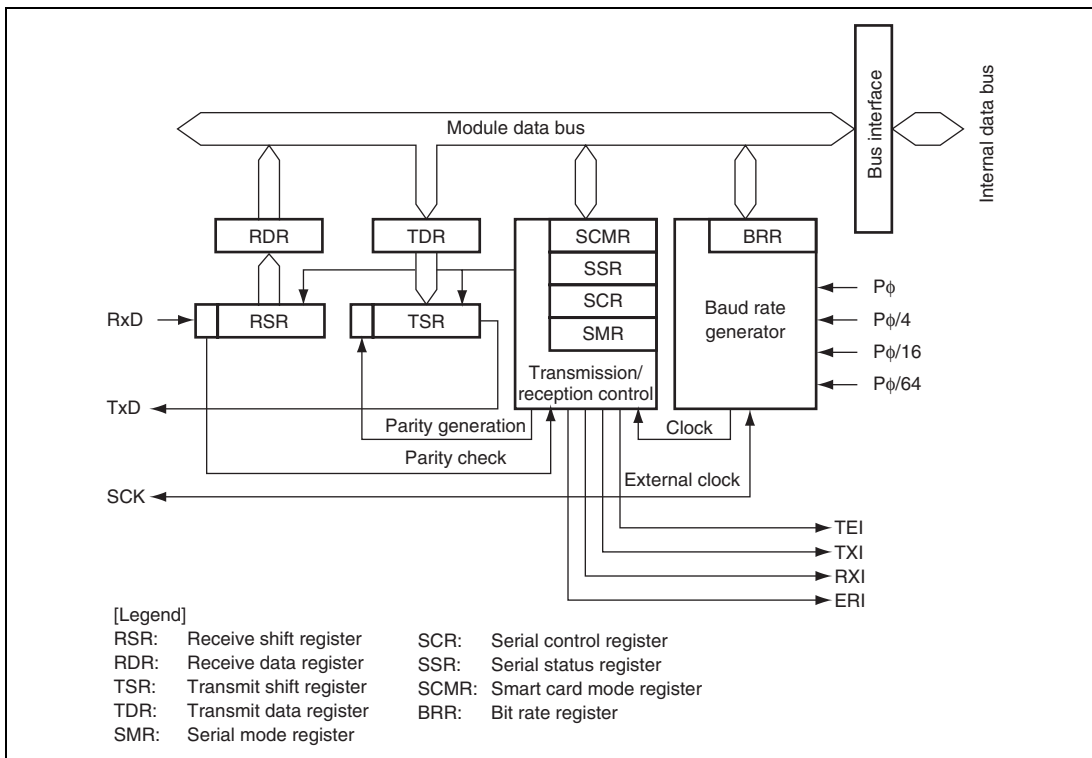 Module data bus
Bus interface
Internal data bus
RDR
TDR
SCMR
BRR
SSR
SCR
SMR
RxD
RSR
TSR
Baud rate
generator
Pϕ
Pϕ/4
Pϕ/16
Pϕ/64
Transmission/
reception control
TxD
Parity generation
Clock
Parity check
External clock
SCK
TEI
TXI
RXI
ERI
[Legend]
RSR: Receive shift register
RDR: Receive data register
TSR: Transmit shift register
TDR: Transmit data register
SMR: Serial mode register
SCR: Serial control register
SSR: Serial status register
SCMR: Smart card mode register
BRR: Bit rate register